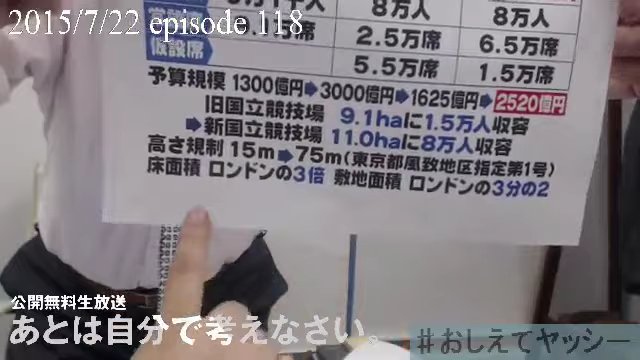 2015/7/22 episode 118
8万人 8万人
仮設席 2.5万席 6.5万席
5.5万席 1.5万席
予算規模 1300億円➡3000億円➡1625億円➡2520億円
旧国立競技場 9.1haに1.5万人収容
➡新国立競技場 11.0haに8万人収容
高さ規制 15m➡75m(東京都風致地区指定第1号)
床面積 ロンドンの3倍 敷地面積 ロンドンの3分の2
公開無料生放送
あとは自分で考えなさい。
#おしえてヤッシー